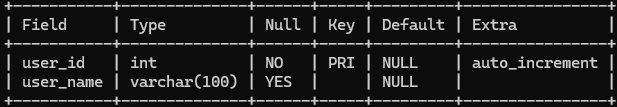 +-----------+--------------+------+-----+---------+----------------+
| Field     | Type         | Null | Key | Default | Extra          |
+-----------+--------------+------+-----+---------+----------------+
| user_id   | int          | NO   | PRI | NULL    | auto_increment |
| user_name | varchar(100) | YES  |     | NULL    |                |
+-----------+--------------+------+-----+---------+----------------+